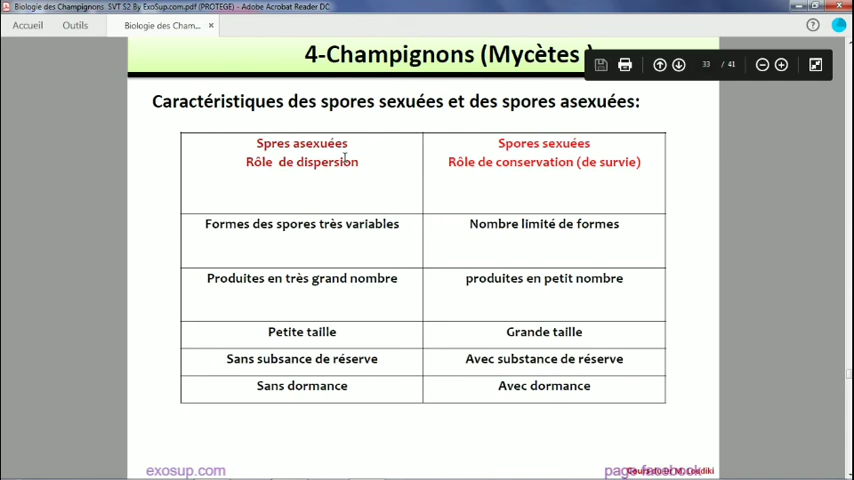 Biologie des Champignons SVT S2 By ExoSup.com.pdf (PROTEGE) - Adobe Acrobat Reader DC
Accueil
Outils
Biologie des Cham...
33 / 41
4-Champignons (Mycètes )
Caractéristiques des spores sexuées et des spores asexuées:
Spres asexuées
Rôle de dispersion
Spores sexuées
Rôle de conservation (de survie)
Formes des spores très variables
Nombre limité de formes
Produites en très grand nombre
produites en petit nombre
Petite taille
Grande taille
Sans subsance de réserve
Avec substance de réserve
Sans dormance
Avec dormance
exosup.com
page facebook